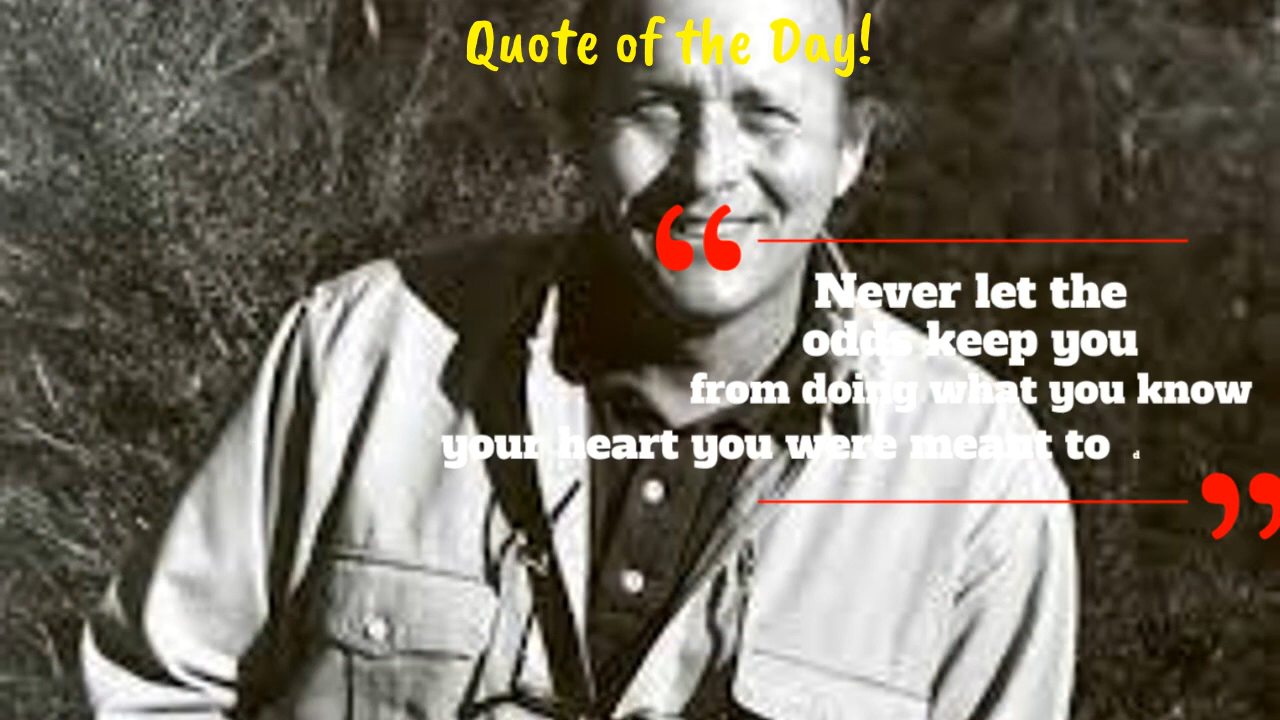 Quote of the Day!
“
Never let the
odds keep you
from doing what you know
your heart you were meant to d
”